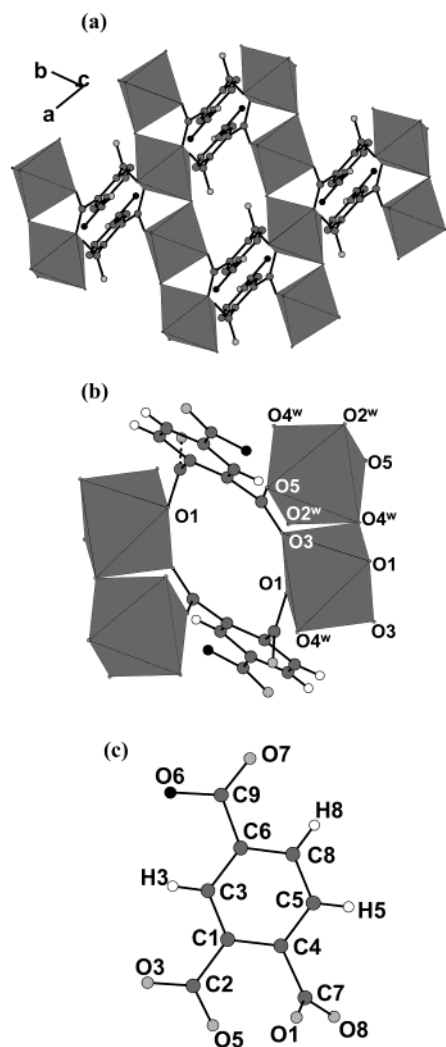 (a)
b c
a
(b)
O4ʷ O2ʷ
O5
O5
O2ʷ
O4ʷ
O1
O3
O1
O1
O4ʷ
O3
(c)
O7
O6
C9
H8
C6
C8
H3
C3
C5
H5
C1
C4
O3
C2
C7
O5
O1
O8